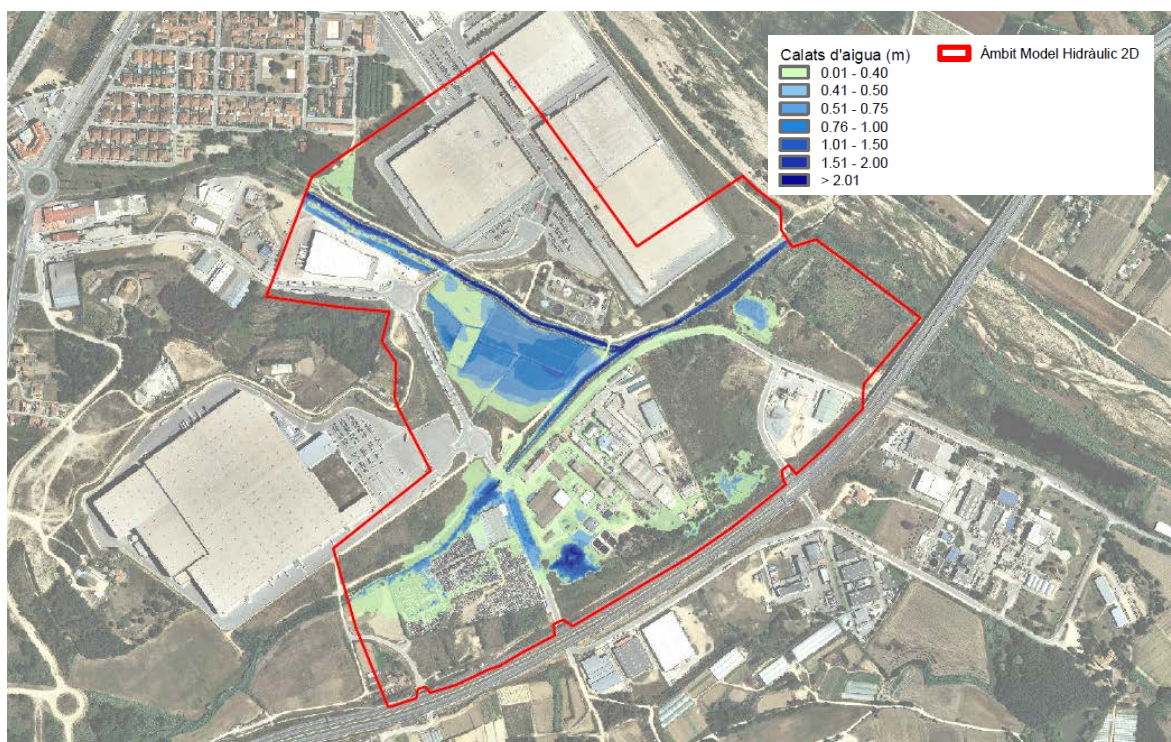 Calats d'aigua (m)
0.01 - 0.40
0.41 - 0.50
0.51 - 0.75
0.76 - 1.00
1.01 - 1.50
1.51 - 2.00
> 2.01
Àmbit Model Hidràulic 2D